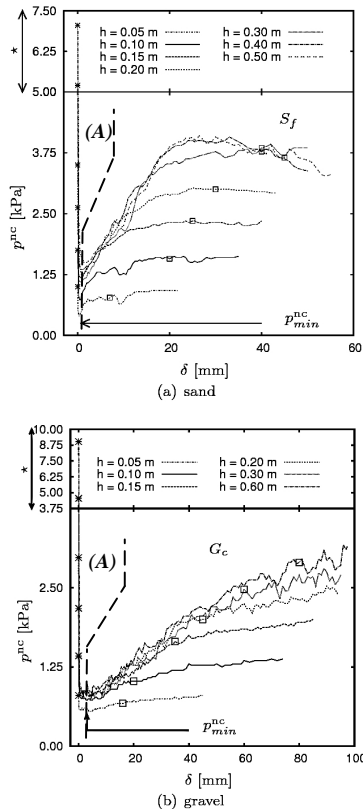 7.50
6.25
5.00
3.75
2.50
1.25
0.00
*
h = 0.05 m
h = 0.10 m
h = 0.15 m
h = 0.20 m
h = 0.30 m
h = 0.40 m
h = 0.50 m
(A)
S_f
p^nc [kPa]
p^nc_min
0 20 40 60
δ [mm]
(a) sand
10.00
8.75
7.50
6.25
5.00
3.75
2.50
1.25
0.00
*
h = 0.05 m
h = 0.10 m
h = 0.15 m
h = 0.20 m
h = 0.30 m
h = 0.60 m
(A)
G_c
p^nc [kPa]
p^nc_min
0 20 40 60 80 100
δ [mm]
(b) gravel